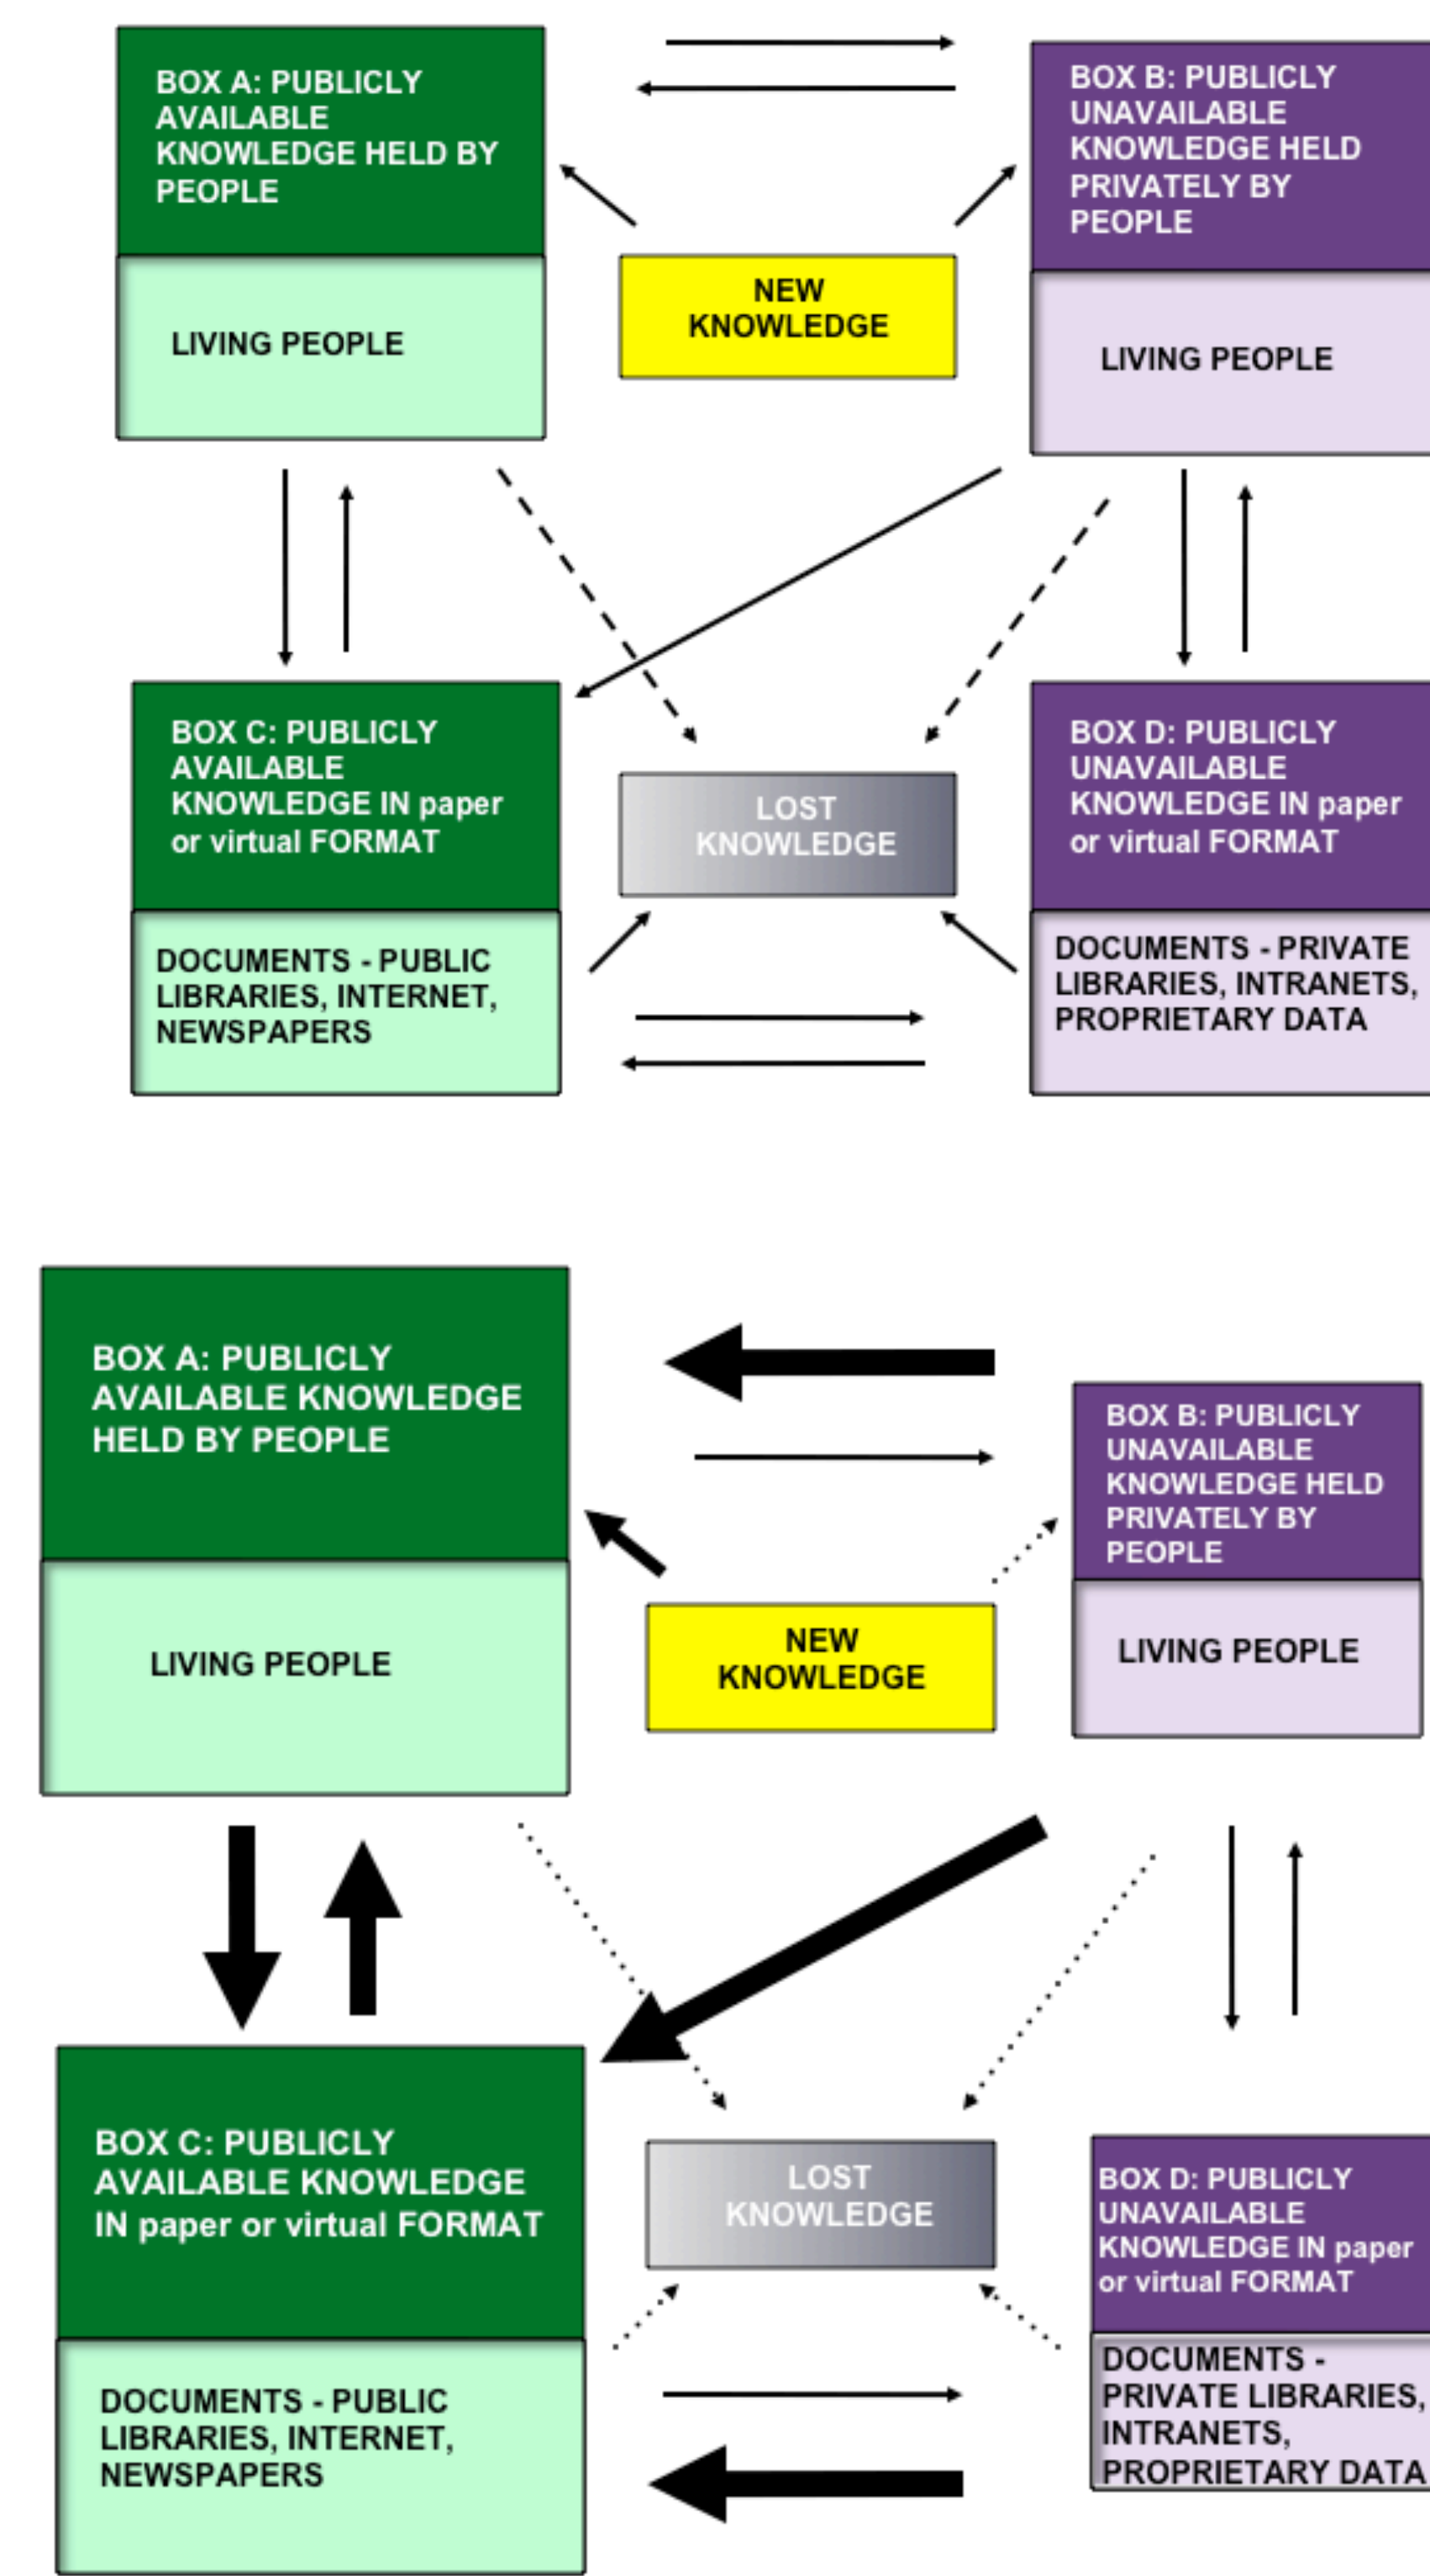 BOX A: PUBLICLY
AVAILABLE
KNOWLEDGE HELD BY
PEOPLE
LIVING PEOPLE
BOX B: PUBLICLY
UNAVAILABLE
KNOWLEDGE HELD
PRIVATELY BY
PEOPLE
LIVING PEOPLE
NEW
KNOWLEDGE
BOX C: PUBLICLY
AVAILABLE
KNOWLEDGE IN paper
or virtual FORMAT
DOCUMENTS - PUBLIC
LIBRARIES, INTERNET,
NEWSPAPERS
LOST
KNOWLEDGE
BOX D: PUBLICLY
UNAVAILABLE
KNOWLEDGE IN paper
or virtual FORMAT
DOCUMENTS - PRIVATE
LIBRARIES, INTRANETS,
PROPRIETARY DATA
BOX A: PUBLICLY
AVAILABLE KNOWLEDGE
HELD BY PEOPLE
LIVING PEOPLE
BOX B: PUBLICLY
UNAVAILABLE
KNOWLEDGE HELD
PRIVATELY BY
PEOPLE
LIVING PEOPLE
NEW
KNOWLEDGE
BOX C: PUBLICLY
AVAILABLE KNOWLEDGE
IN paper or virtual FORMAT
DOCUMENTS - PUBLIC
LIBRARIES, INTERNET,
NEWSPAPERS
LOST
KNOWLEDGE
BOX D: PUBLICLY
UNAVAILABLE
KNOWLEDGE IN paper
or virtual FORMAT
DOCUMENTS -
PRIVATE LIBRARIES,
INTRANETS,
PROPRIETARY DATA